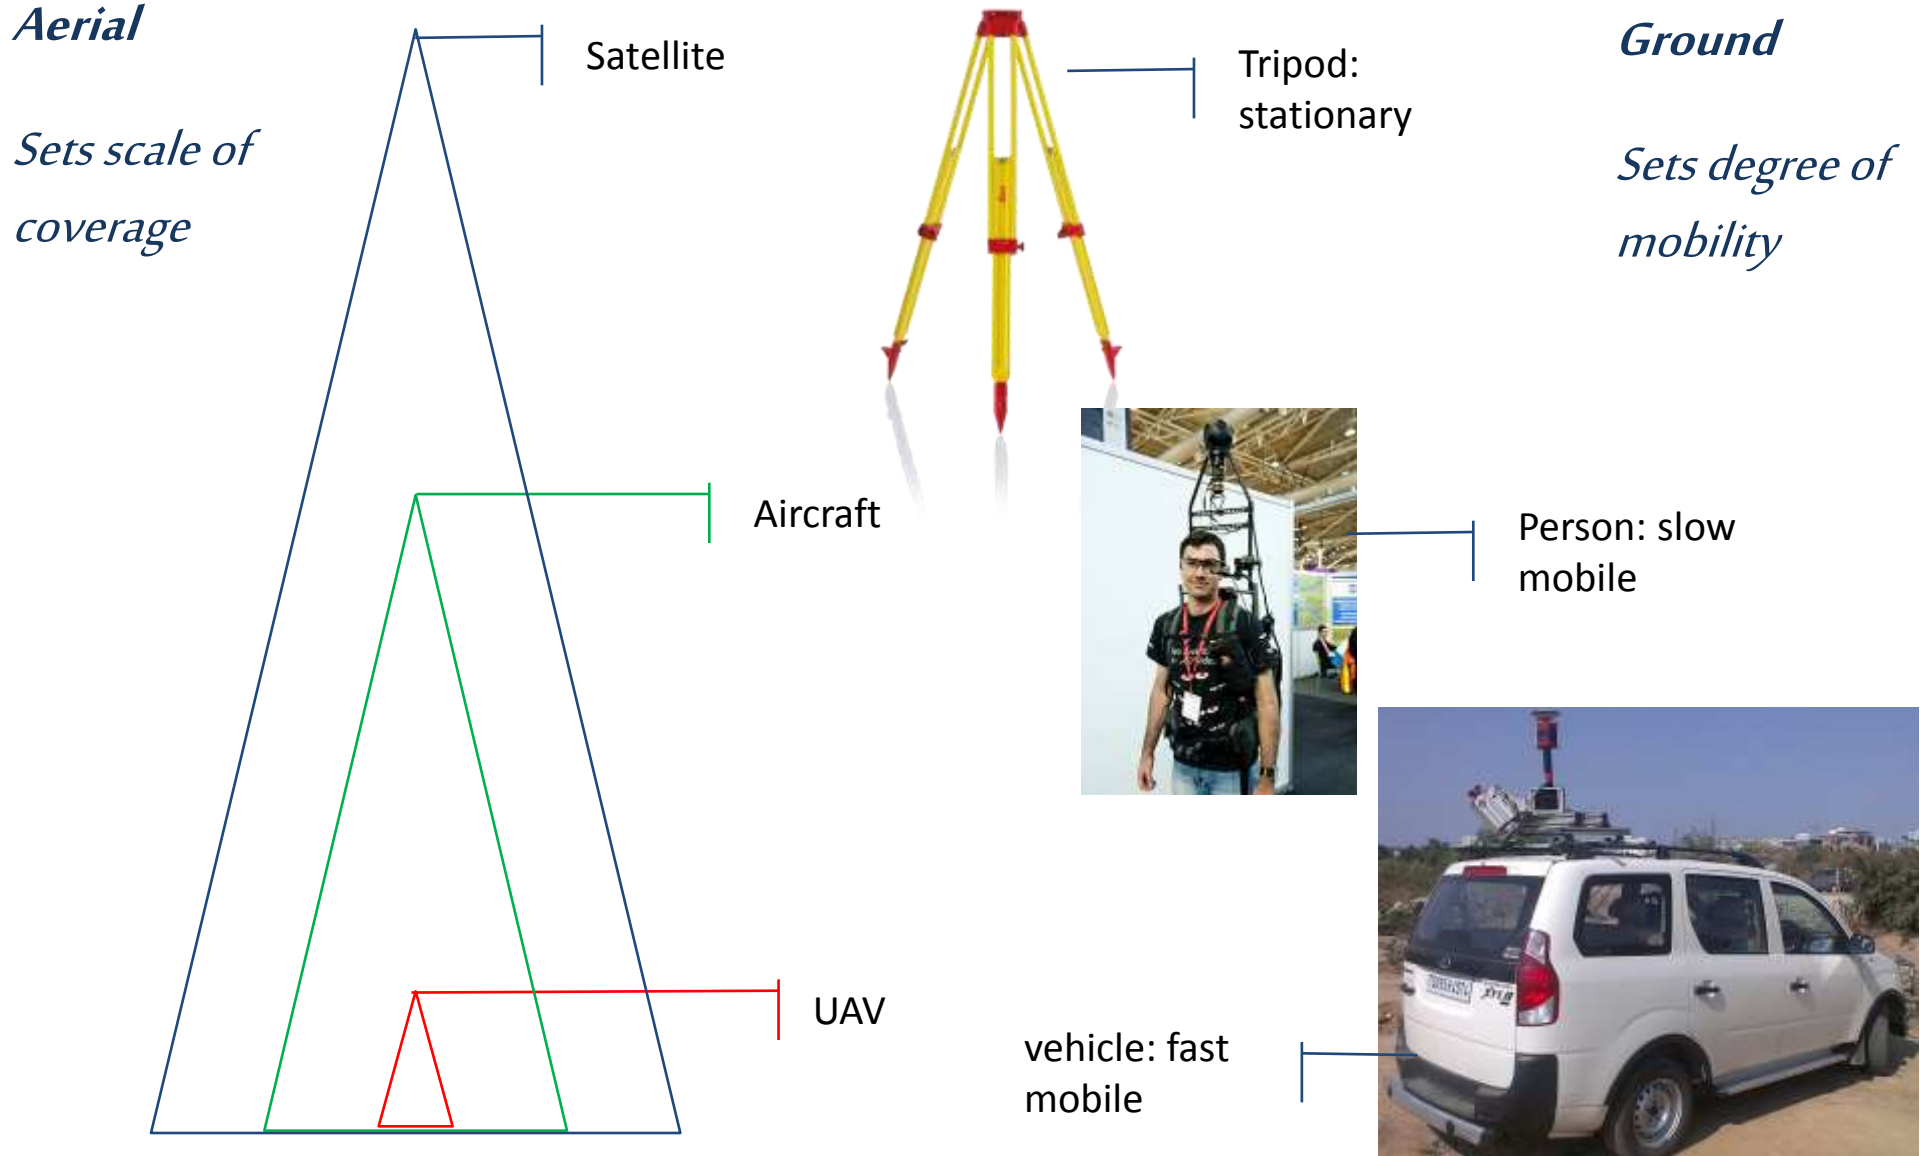 Aerial
Sets scale of
coverage
Satellite
Aircraft
UAV
Tripod:
stationary
Ground
Sets degree of
mobility
Person: slow
mobile
vehicle: fast
mobile